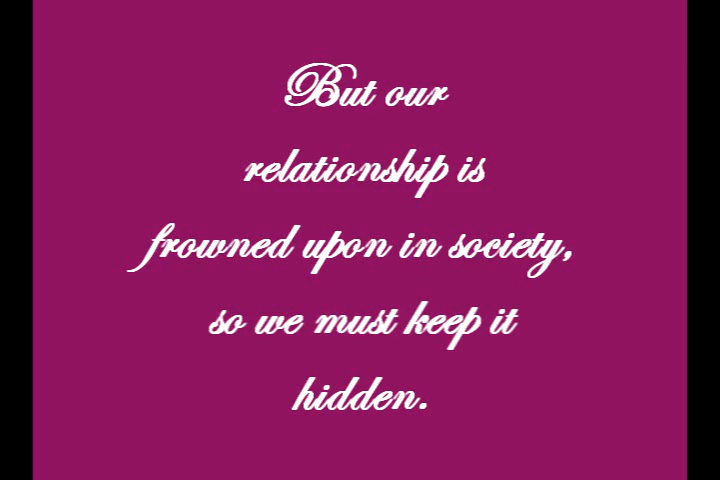 But our
relationship is
frowned upon in society,
so we must keep it
hidden.